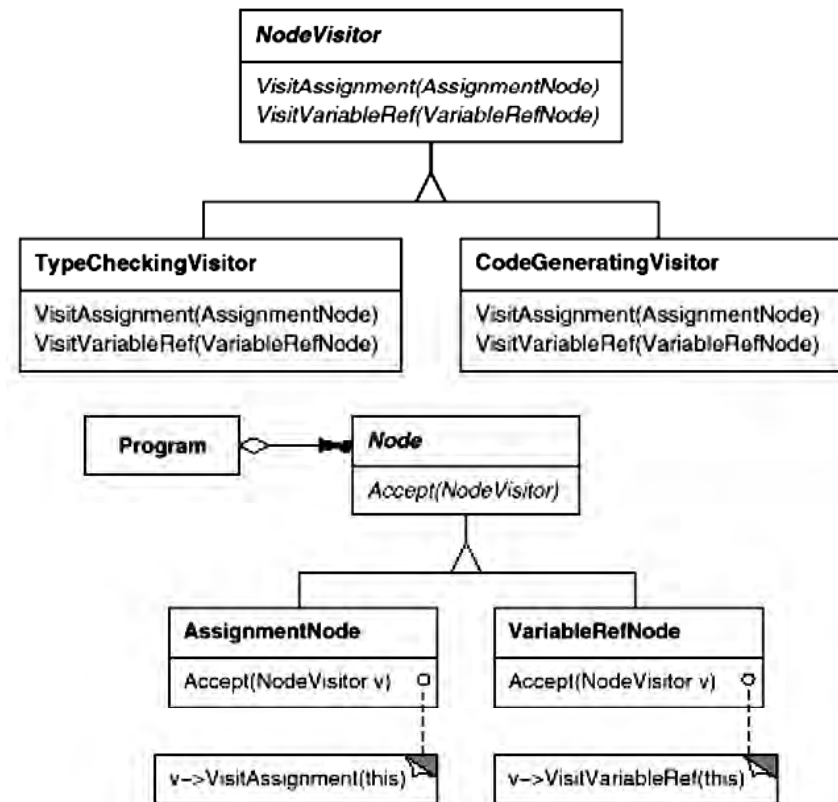 NodeVisitor
VisitAssignment(AssignmentNode)
VisitVariableRef(VariableRefNode)
TypeCheckingVisitor
VisitAssignment(AssignmentNode)
VisitVariableRef(VariableRefNode)
CodeGeneratingVisitor
VisitAssignment(AssignmentNode)
VisitVariableRef(VariableRefNode)
Program
Node
Accept(NodeVisitor)
AssignmentNode
Accept(NodeVisitor v)
v->VisitAssignment(this)
VariableRefNode
Accept(NodeVisitor v)
v->VisitVariableRef(this)